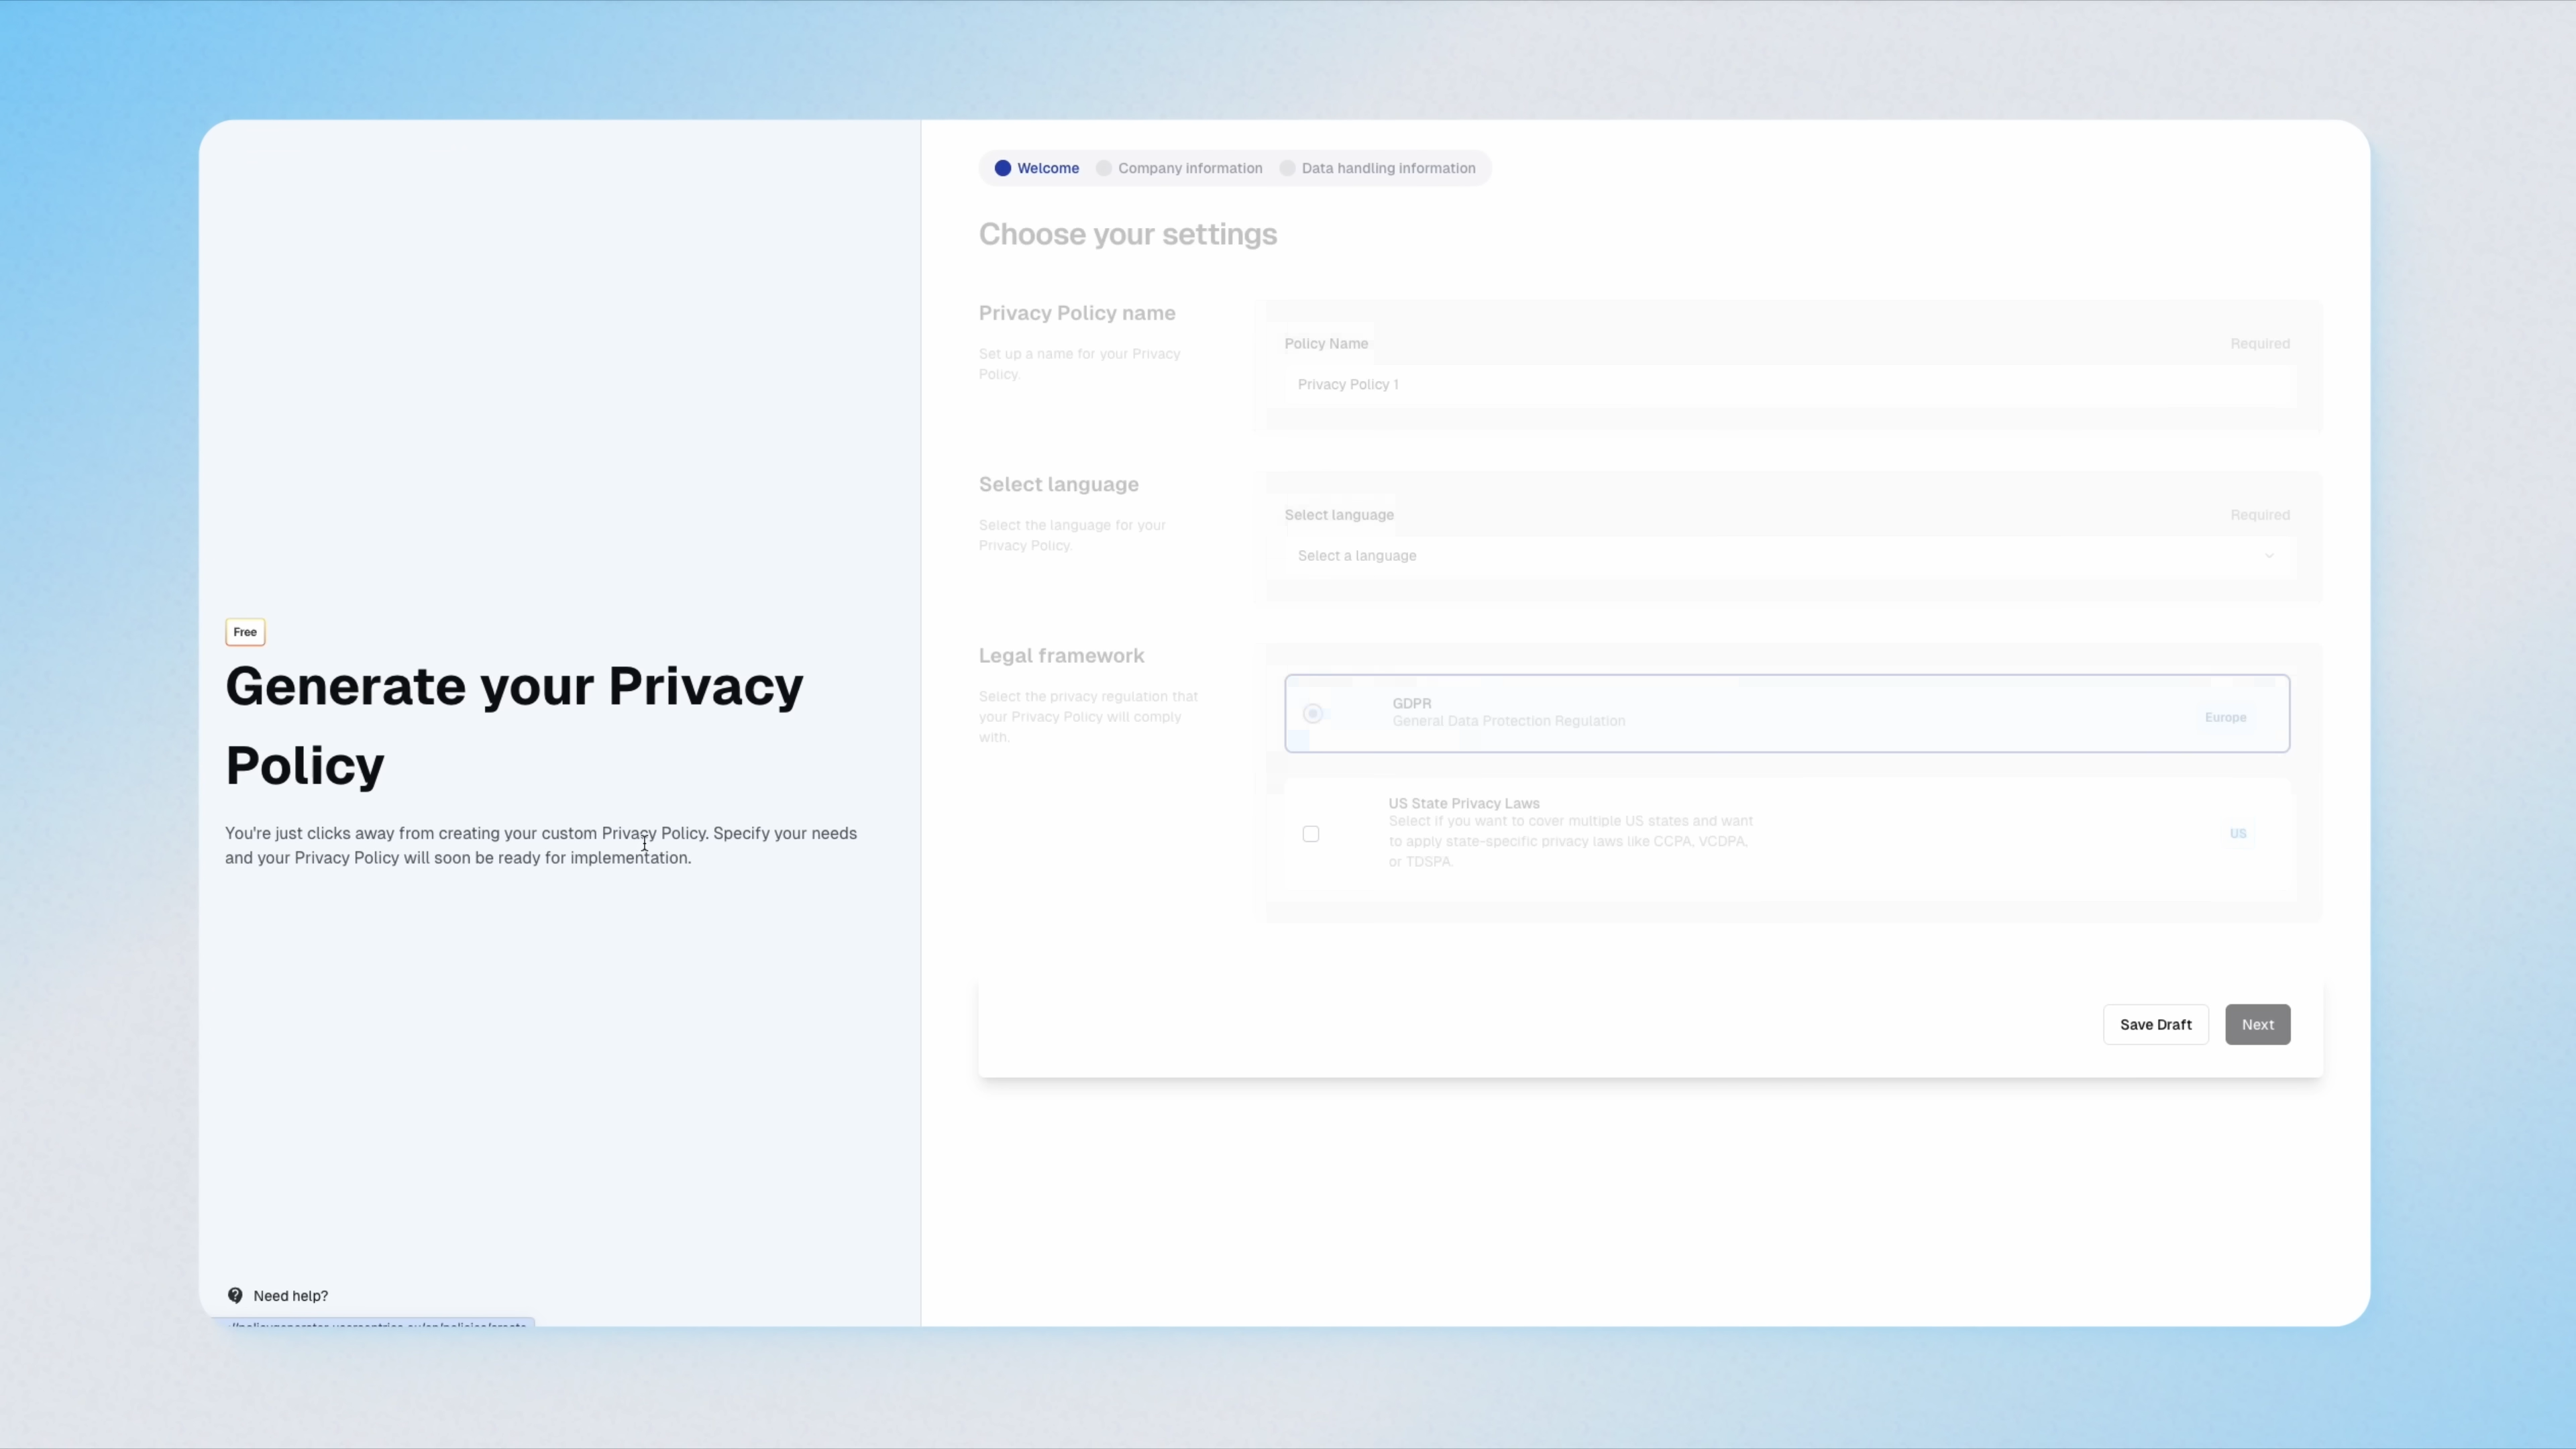 Welcome
Company information
Data handling information
Choose your settings
Privacy Policy name
Set up a name for your Privacy
Policy.
Policy Name
Required
Privacy Policy 1
Select language
Select the language for your
Privacy Policy.
Select language
Required
Select a language
Legal framework
Select the privacy regulation that
your Privacy Policy will comply
with.
GDPR
General Data Protection Regulation
Europe
US State Privacy Laws
Select if you want to cover multiple US states and want
to apply state-specific privacy laws like CCPA, VCDPA,
or TDSPA.
US
Save Draft
Next
Free
Generate your Privacy
Policy
You're just clicks away from creating your custom Privacy Policy. Specify your needs
and your Privacy Policy will soon be ready for implementation.
Need help?